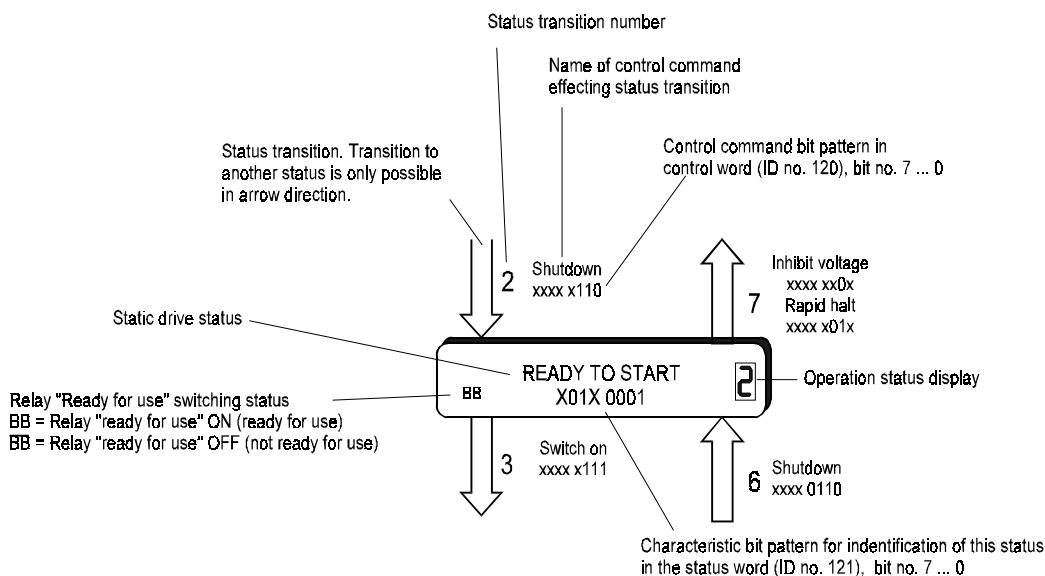 Status transition number
Name of control command
effecting status transition
Control command bit pattern in
control word (ID no. 120), bit no. 7 ... 0
Status transition. Transition to
another status is only possible
in arrow direction.
2
Shutdown
xxxx x110
7
Inhibit voltage
xxxx xx0x
Rapid halt
xxxx x01x
Static drive status
READY TO START
BB
X01X 0001
2
Operation status display
Relay "Ready for use" switching status
BB = Relay "ready for use" ON (ready for use)
BB = Relay "ready for use" OFF (not ready for use)
3
Switch on
xxxx x111
6
Shutdown
xxxx 0110
Characteristic bit pattern for indentification of this status
in the status word (ID no. 121), bit no. 7 ... 0